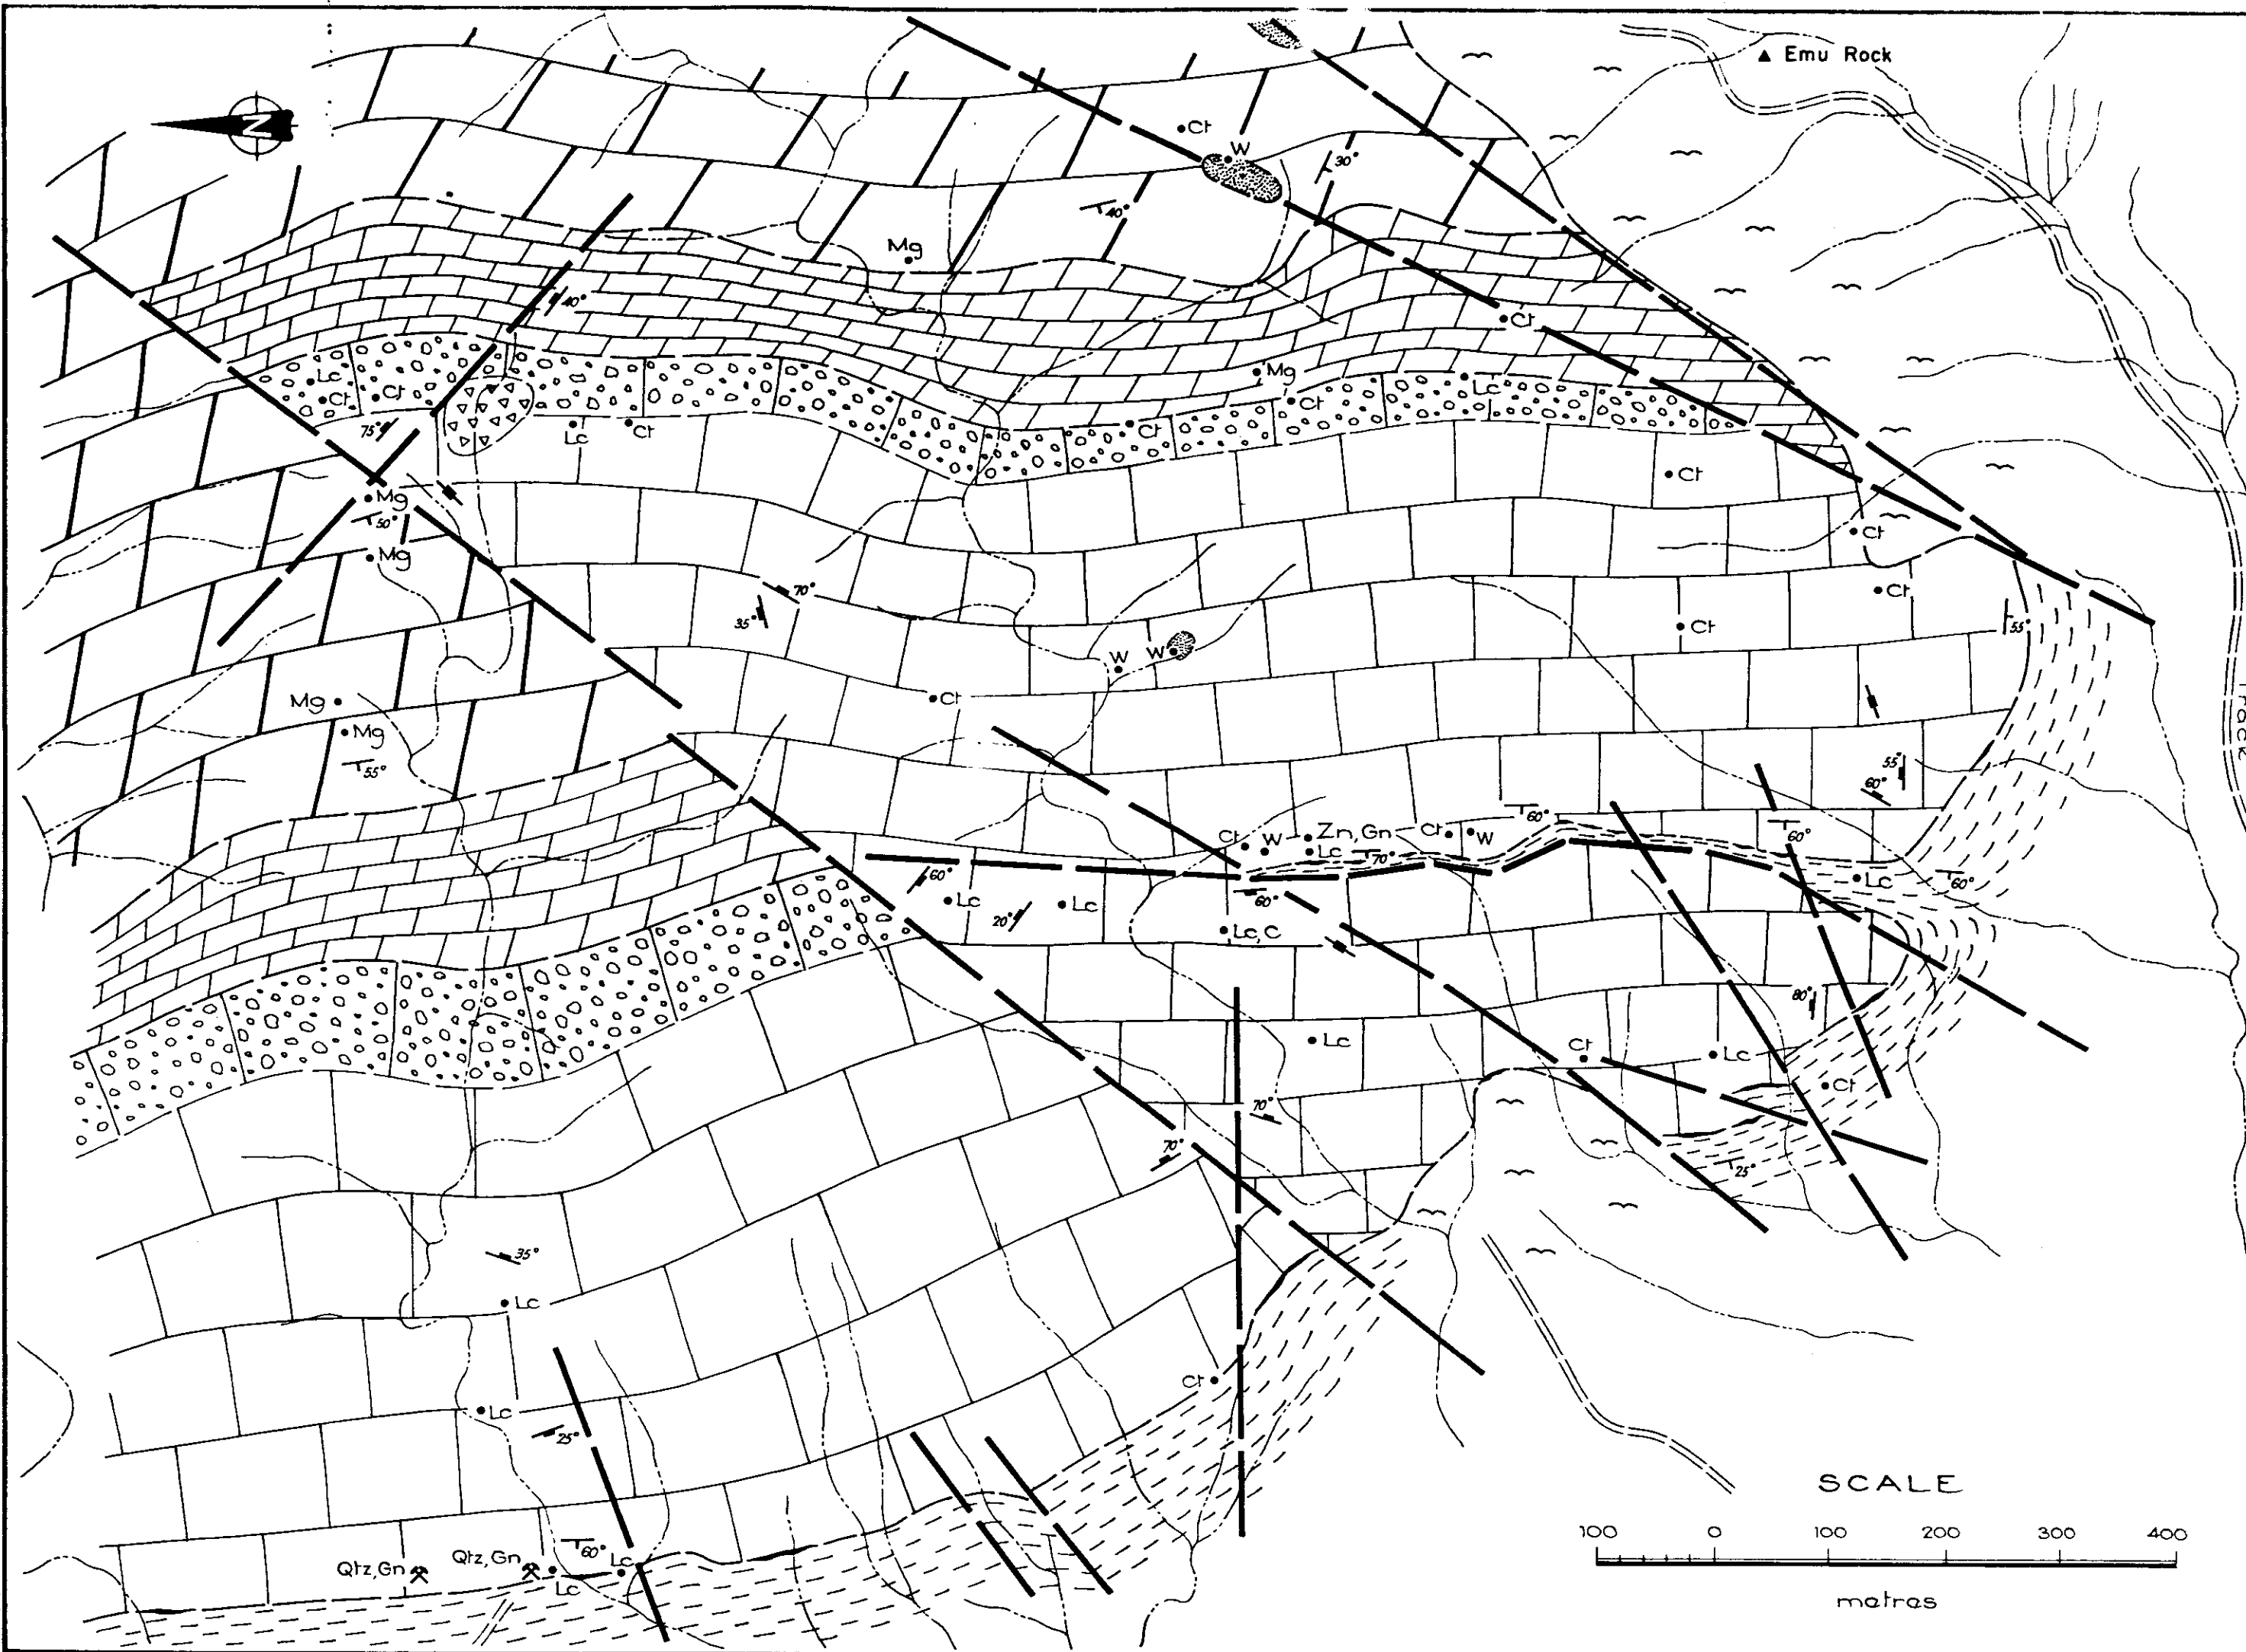 ▲ Emu Rock
N
Ct
W
30°
40°
Mg
40°
Ct
Lc
Ct
Ct
Mg
Lc
Ct
75°
Lc
Ct
Ct
Ct
Mg
50°
Mg
Ct
Ct
Ct
70°
35°
Ct
55°
W
W
Mg
Mg
55°
Ct
Track
55°
60°
60°
60°
Ct
W
Zn, Gn
Lc
70°
Ct
W
60°
Lc
20°
Lc
60°
Lc, C
Lc
60°
80°
Lc
Ct
Lc
Ct
70°
70°
25°
35°
Lc
Ct
Lc
25°
SCALE
100 0 100 200 300 400
metres
Qtz, Gn
Qtz, Gn
60°
Lc
Lc